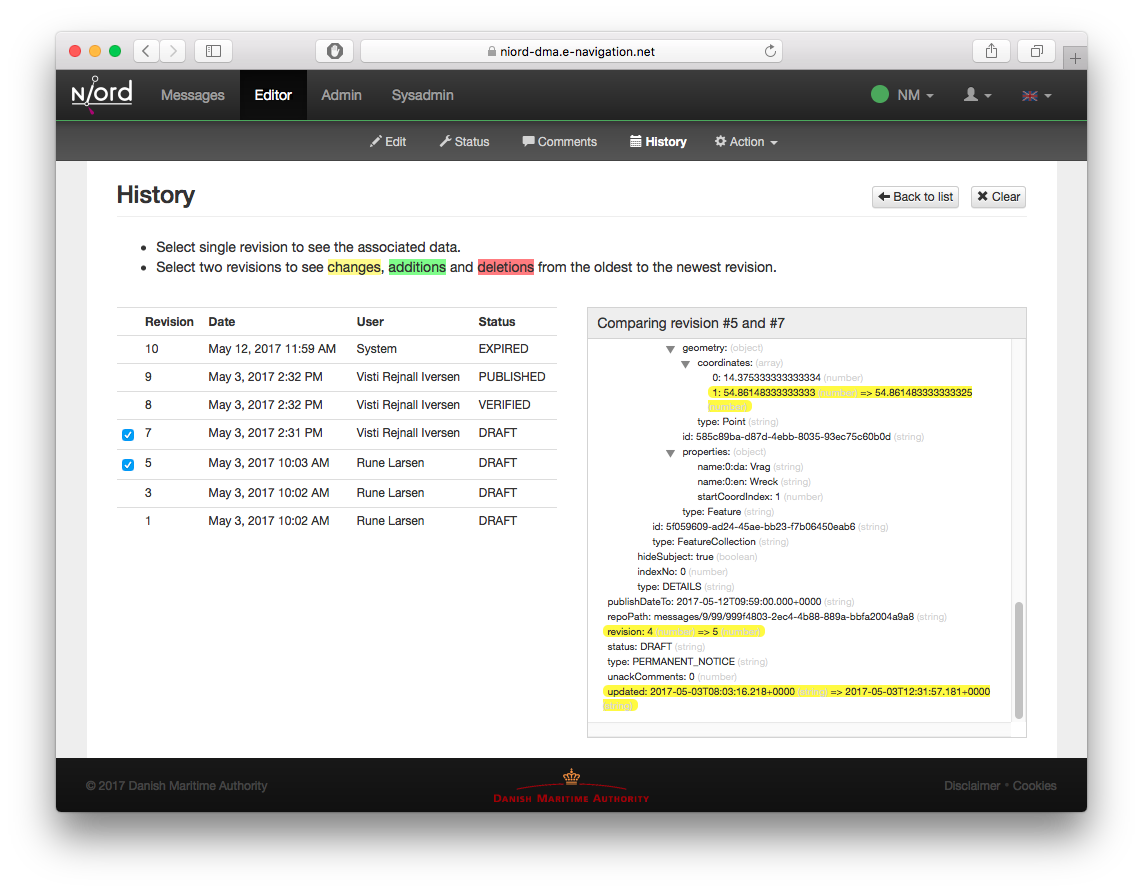 niord-dma.e-navigation.net
Niord Messages Editor Admin Sysadmin NM
Edit Status Comments History Action
History
Back to list Clear
Select single revision to see the associated data.
Select two revisions to see changes, additions and deletions from the oldest to the newest revision.
Revision Date User Status
10 May 12, 2017 11:59 AM System EXPIRED
9 May 3, 2017 2:32 PM Visti Rejnall Iversen PUBLISHED
8 May 3, 2017 2:32 PM Visti Rejnall Iversen VERIFIED
7 May 3, 2017 2:31 PM Visti Rejnall Iversen DRAFT
5 May 3, 2017 10:03 AM Rune Larsen DRAFT
3 May 3, 2017 10:02 AM Rune Larsen DRAFT
1 May 3, 2017 10:02 AM Rune Larsen DRAFT
Comparing revision #5 and #7
geometry: (object)
coordinates: (array)
0: 14.375333333333334 (number)
1: 54.86148333333333 (number) => 54.861483333333325
(number)
type: Point (string)
id: 585c89ba-d87d-4ebb-8035-93ec75c60b0d (string)
properties: (object)
name:0:da: Vrag (string)
name:0:en: Wreck (string)
startCoordIndex: 1 (number)
type: Feature (string)
id: 5f059609-ad24-45ae-bb23-f7b06450eab6 (string)
type: FeatureCollection (string)
hideSubject: true (boolean)
indexNo: 0 (number)
type: DETAILS (string)
publishDateTo: 2017-05-12T09:59:00.000+0000 (string)
repoPath: messages/9/99/999f4803-2ec4-4b88-889a-bbfa2004a9a8 (string)
revision: 4 (number) => 5 (number)
status: DRAFT (string)
type: PERMANENT_NOTICE (string)
unackComments: 0 (number)
updated: 2017-05-03T08:03:16.218+0000 (string) => 2017-05-03T12:31:57.181+0000
(string)
© 2017 Danish Maritime Authority
DANISH MARITIME AUTHORITY
Disclaimer • Cookies